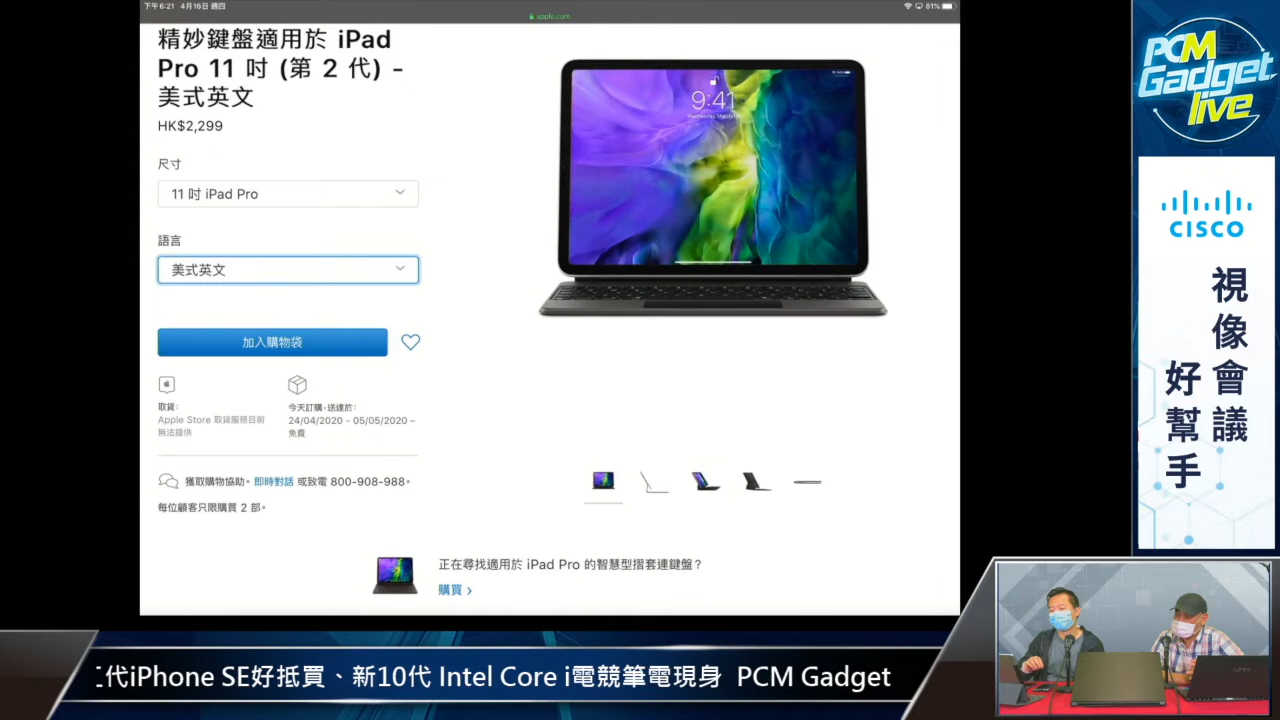 下午6:21 4月16日 週四
apple.com
81%
精妙鍵盤適用於 iPad
Pro 11 吋 (第 2 代) -
美式英文
HK$2,299
尺寸
11 吋 iPad Pro
語言
美式英文
加入購物袋
取貨:
Apple Store 取貨服務目前
無法提供
今天訂購,送達於:
24/04/2020 - 05/05/2020 –
免費
獲取購物協助。即時對話 或致電 800-908-988。
每位顧客只限購買 2 部。
9:41
正在尋找適用於 iPad Pro 的智慧型摺套連鍵盤?
購買 ›
PCM
Gadget
live
CISCO
視像會議
好幫手
二代iPhone SE好抵買、新10代 Intel Core i電競筆電現身 PCM Gadget